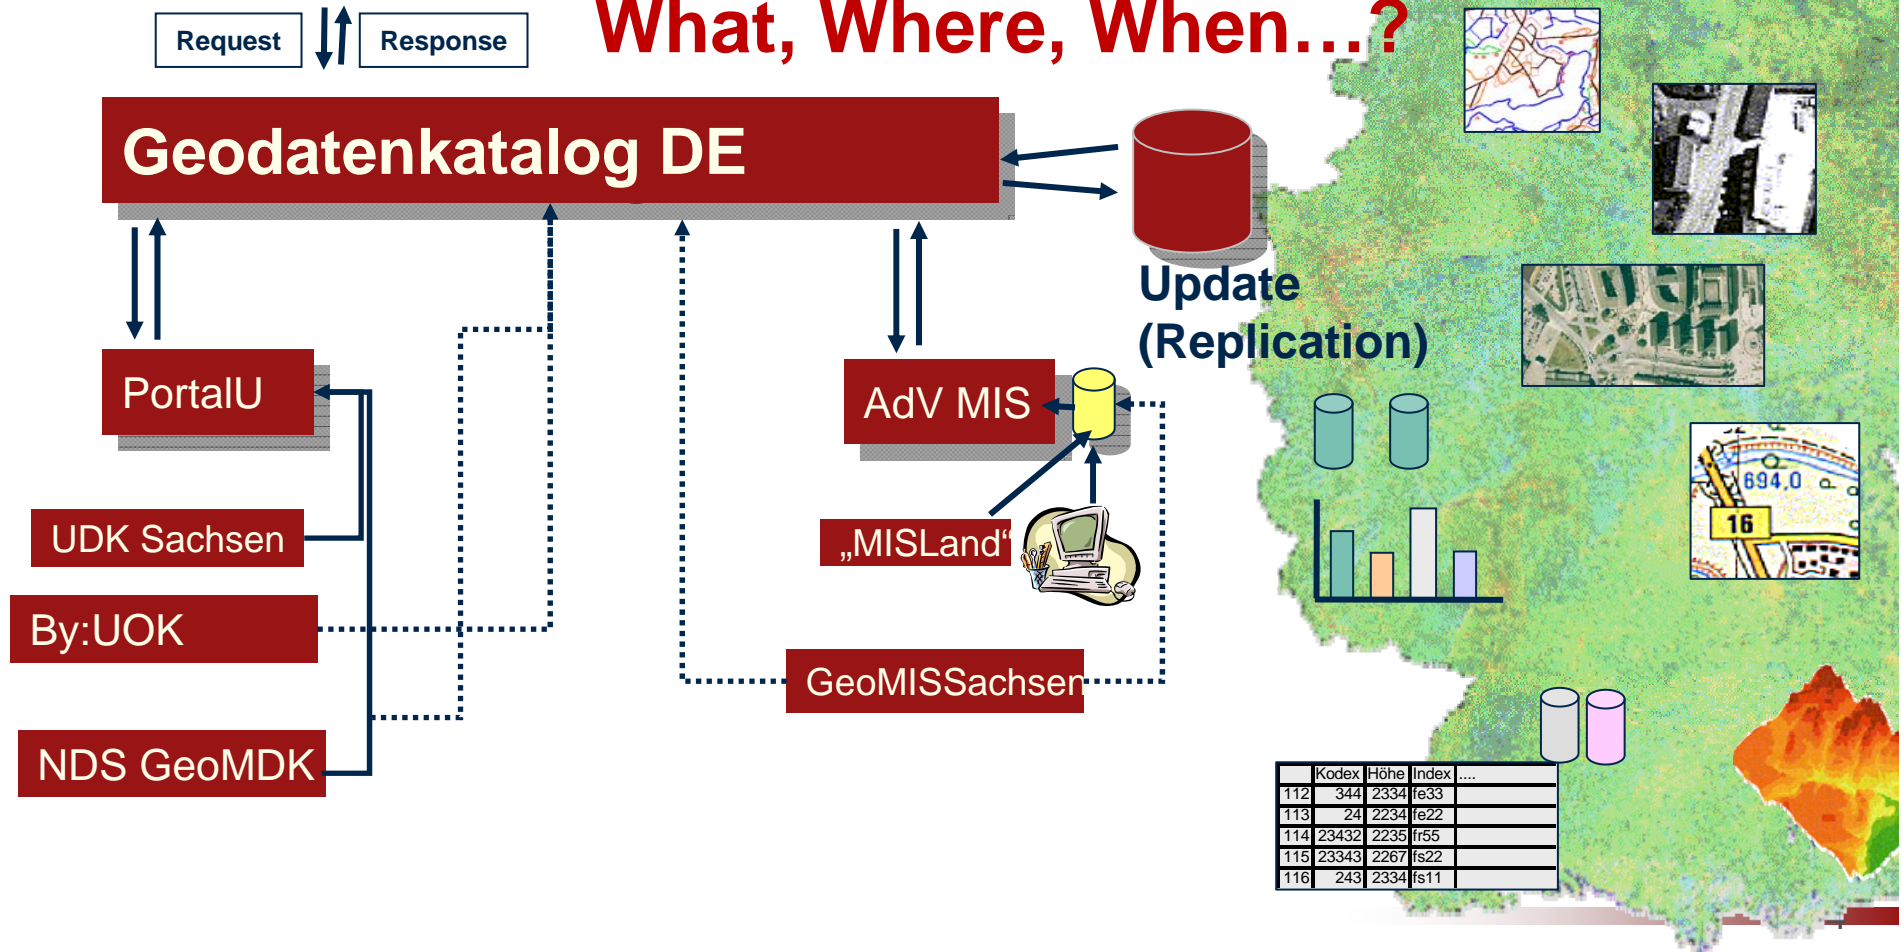 What, Where, When...?
Request
Response
Geodatenkatalog DE
Update
(Replication)
PortalU
AdV MIS
UDK Sachsen
„MISLand“
By:UOK
GeoMISSachsen
NDS GeoMDK
694,0
16
Kodex Höhe Index ....
112 344 2334 fe33
113 24 2234 fe22
114 23432 2235 fr55
115 23343 2267 fs22
116 243 2334 fs11